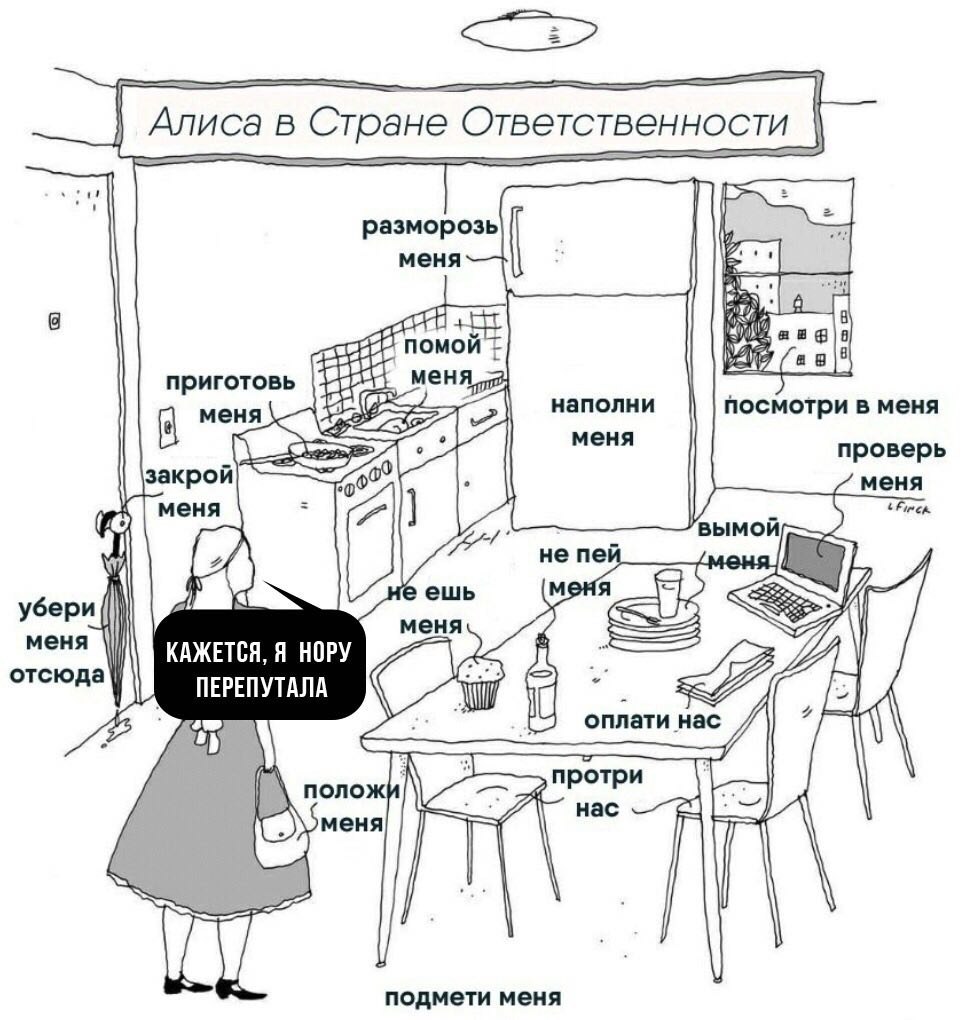 Алиса в Стране Ответственности
разморозь
меня
помой
меня
приготовь
меня
наполни
меня
посмотри в меня
проверь
меня
L FINCK
закрой
меня
вымой
меня
не пей
меня
не ешь
меня
убери
меня
отсюда
КАЖЕТСЯ, Я НОРУ
ПЕРЕПУТАЛА
оплати нас
протри
нас
положи
меня
подмети меня